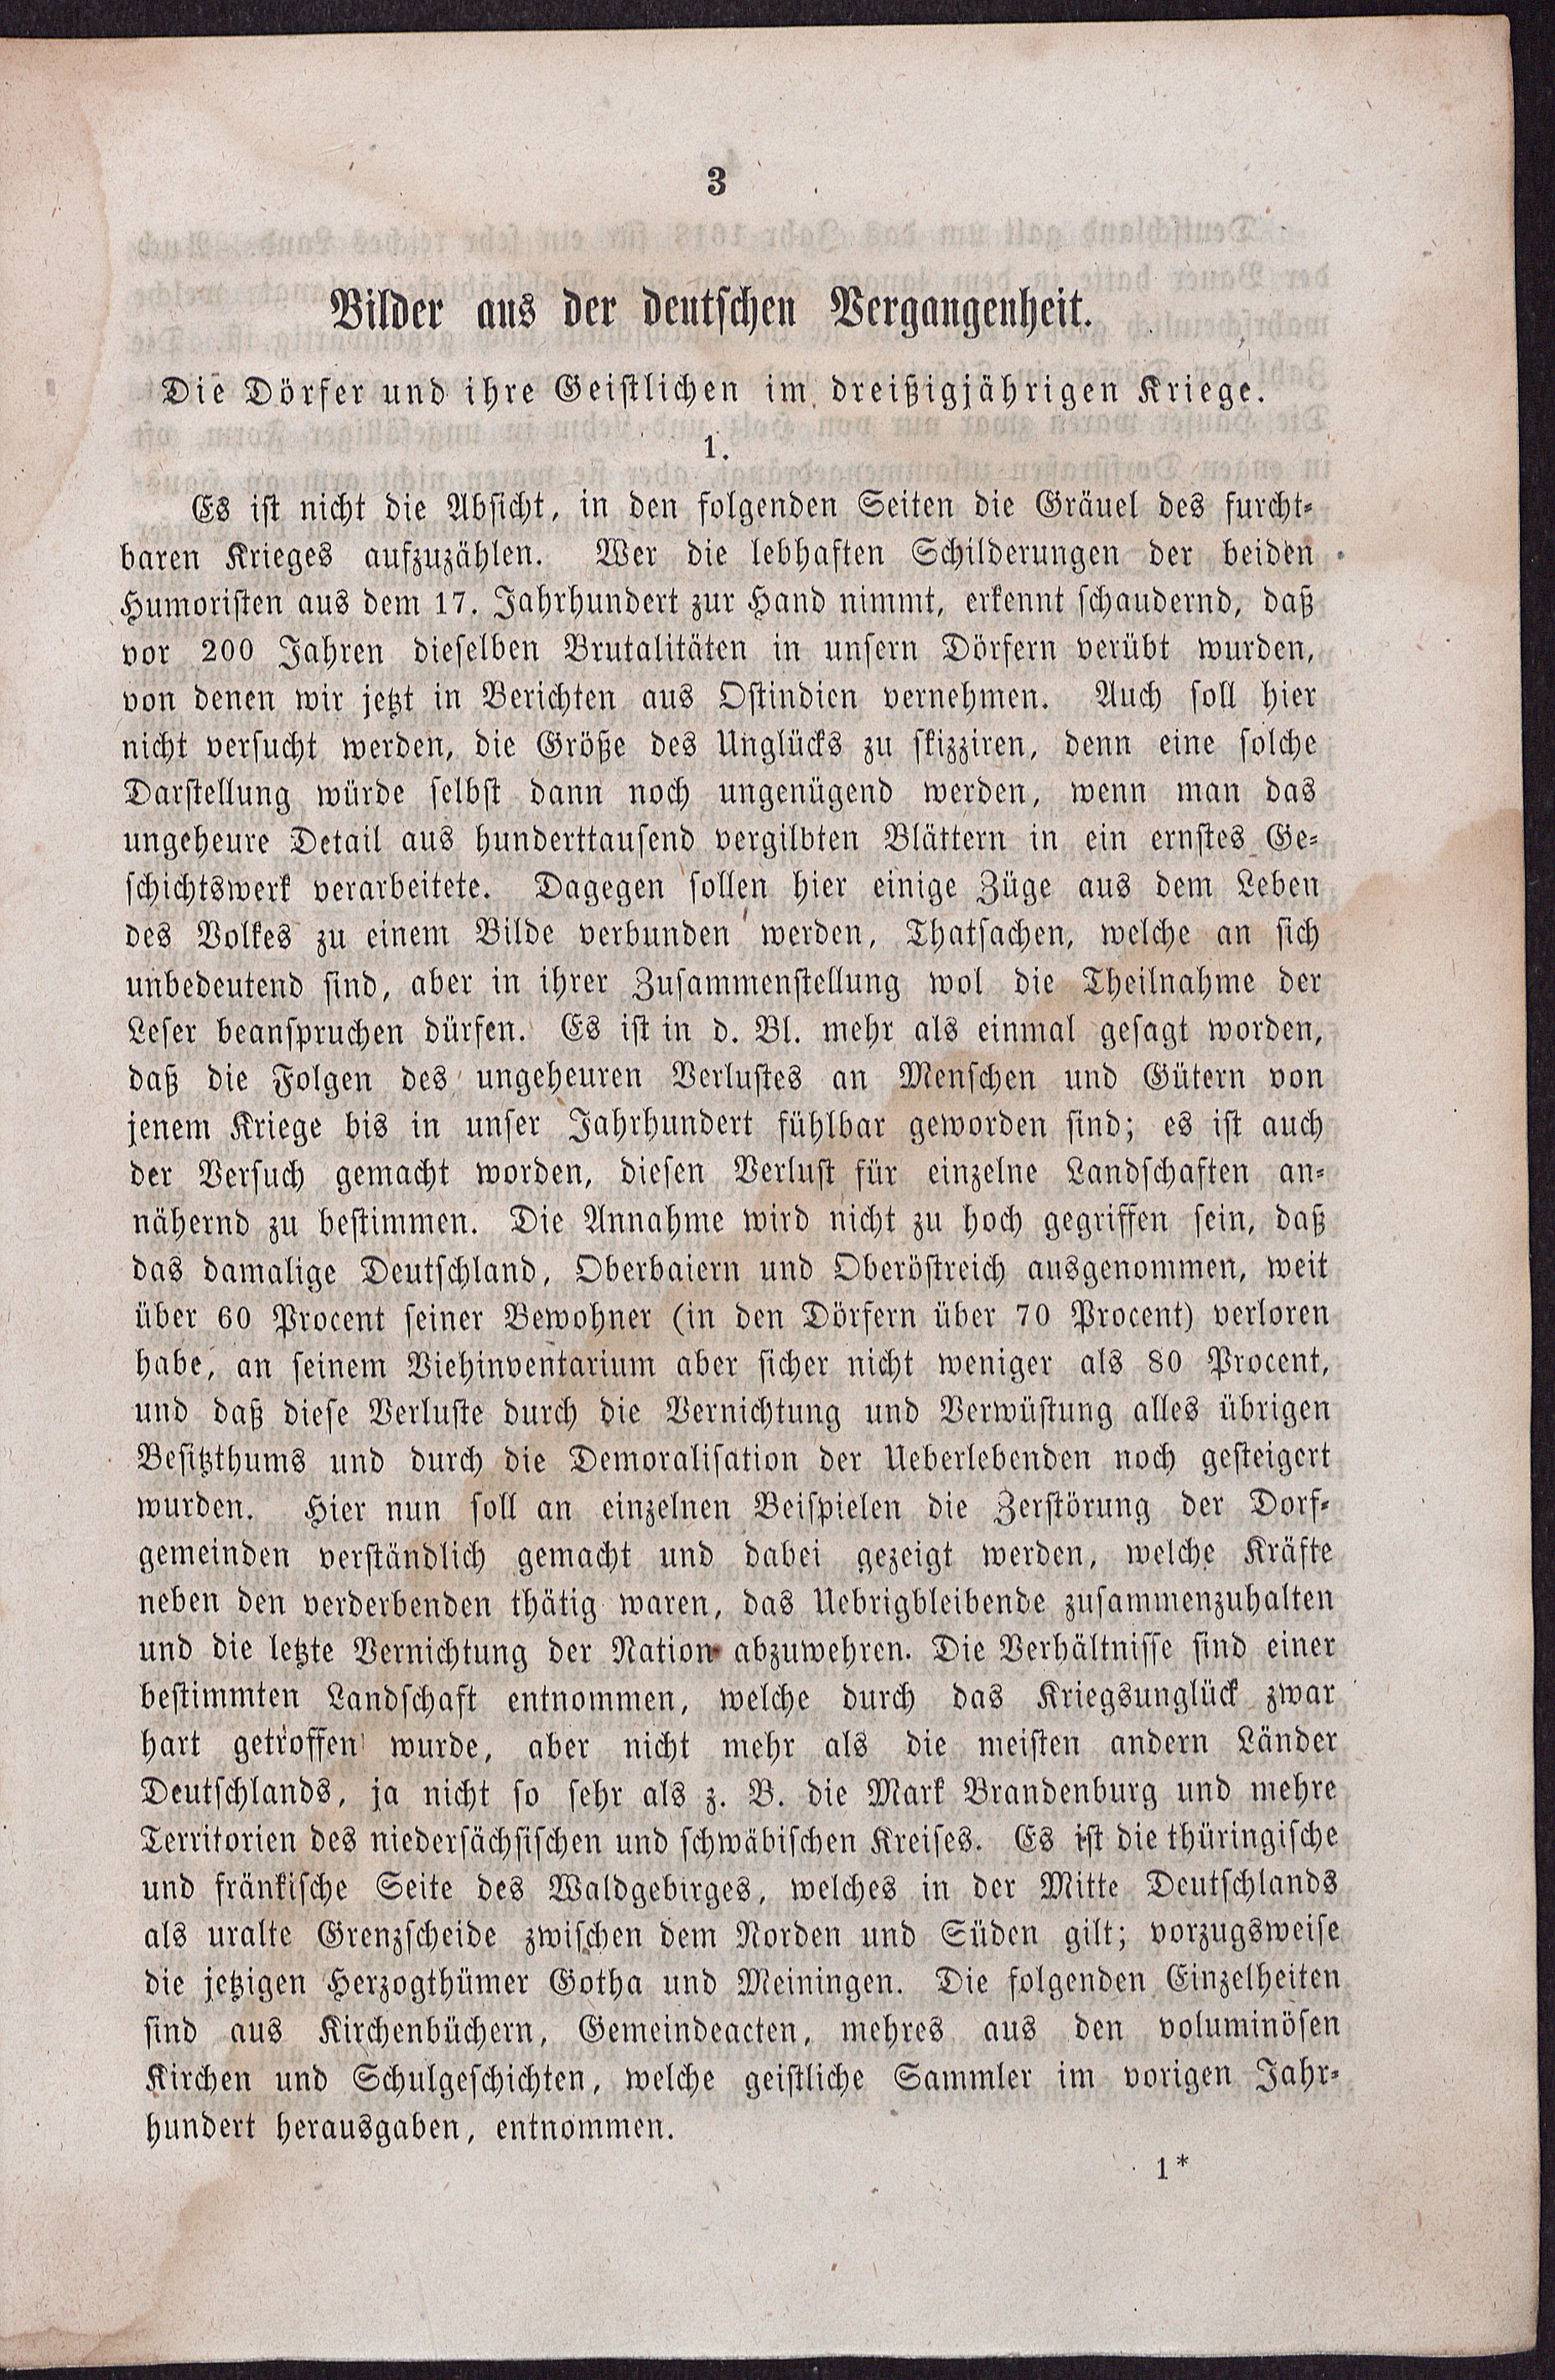 3
Bilder aus der deutschen Vergangenheit.
Die Dörfer und ihre Geistlichen im dreißigjährigen Kriege.
1.
Es ist nicht die Absicht, in den folgenden Seiten die Gräuel des furcht-
baren Krieges aufzuzählen. Wer die lebhaften Schilderungen der beiden
Humoristen aus dem 17. Jahrhundert zur Hand nimmt, erkennt schaudernd, daß
vor 200 Jahren dieselben Brutalitäten in unsern Dörfern verübt wurden,
von denen wir jetzt in Berichten aus Ostindien vernehmen. Auch soll hier
nicht versucht werden, die Größe des Unglücks zu skizziren, denn eine solche
Darstellung würde selbst dann noch ungenügend werden, wenn man das
ungeheure Detail aus hunderttausend vergilbten Blättern in ein ernstes Ge-
schichtswerk verarbeitete. Dagegen sollen hier einige Züge aus dem Leben
des Volkes zu einem Bilde verbunden werden, Thatsachen, welche an sich
unbedeutend sind, aber in ihrer Zusammenstellung wol die Theilnahme der
Leser beanspruchen dürfen. Es ist in d. Bl. mehr als einmal gesagt worden,
daß die Folgen des ungeheuren Verlustes an Menschen und Gütern von
jenem Kriege bis in unser Jahrhundert fühlbar geworden sind; es ist auch
der Versuch gemacht worden, diesen Verlust für einzelne Landschaften an-
nähernd zu bestimmen. Die Annahme wird nicht zu hoch gegriffen sein, daß
das damalige Deutschland, Oberbaiern und Oberöstreich ausgenommen, weit
über 60 Procent seiner Bewohner (in den Dörfern über 70 Procent) verloren
habe, an seinem Viehinventarium aber sicher nicht weniger als 80 Procent,
und daß diese Verluste durch die Vernichtung und Verwüstung alles übrigen
Besitzthums und durch die Demoralisation der Ueberlebenden noch gesteigert
wurden. Hier nun soll an einzelnen Beispielen die Zerstörung der Dorf-
gemeinden verständlich gemacht und dabei gezeigt werden, welche Kräfte
neben den verderbenden thätig waren, das Uebrigbleibende zusammenzuhalten
und die letzte Vernichtung der Nation abzuwehren. Die Verhältnisse sind einer
bestimmten Landschaft entnommen, welche durch das Kriegsunglück zwar
hart getroffen wurde, aber nicht mehr als die meisten andern Länder
Deutschlands, ja nicht so sehr als z. B. die Mark Brandenburg und mehre
Territorien des niedersächsischen und schwäbischen Kreises. Es ist die thüringische
und fränkische Seite des Waldgebirges, welches in der Mitte Deutschlands
als uralte Grenzscheide zwischen dem Norden und Süden gilt; vorzugsweise
die jetzigen Herzogthümer Gotha und Meiningen. Die folgenden Einzelheiten
sind aus Kirchenbüchern, Gemeindeacten, mehres aus den voluminösen
Kirchen und Schulgeschichten, welche geistliche Sammler im vorigen Jahr-
hundert herausgaben, entnommen.
1*